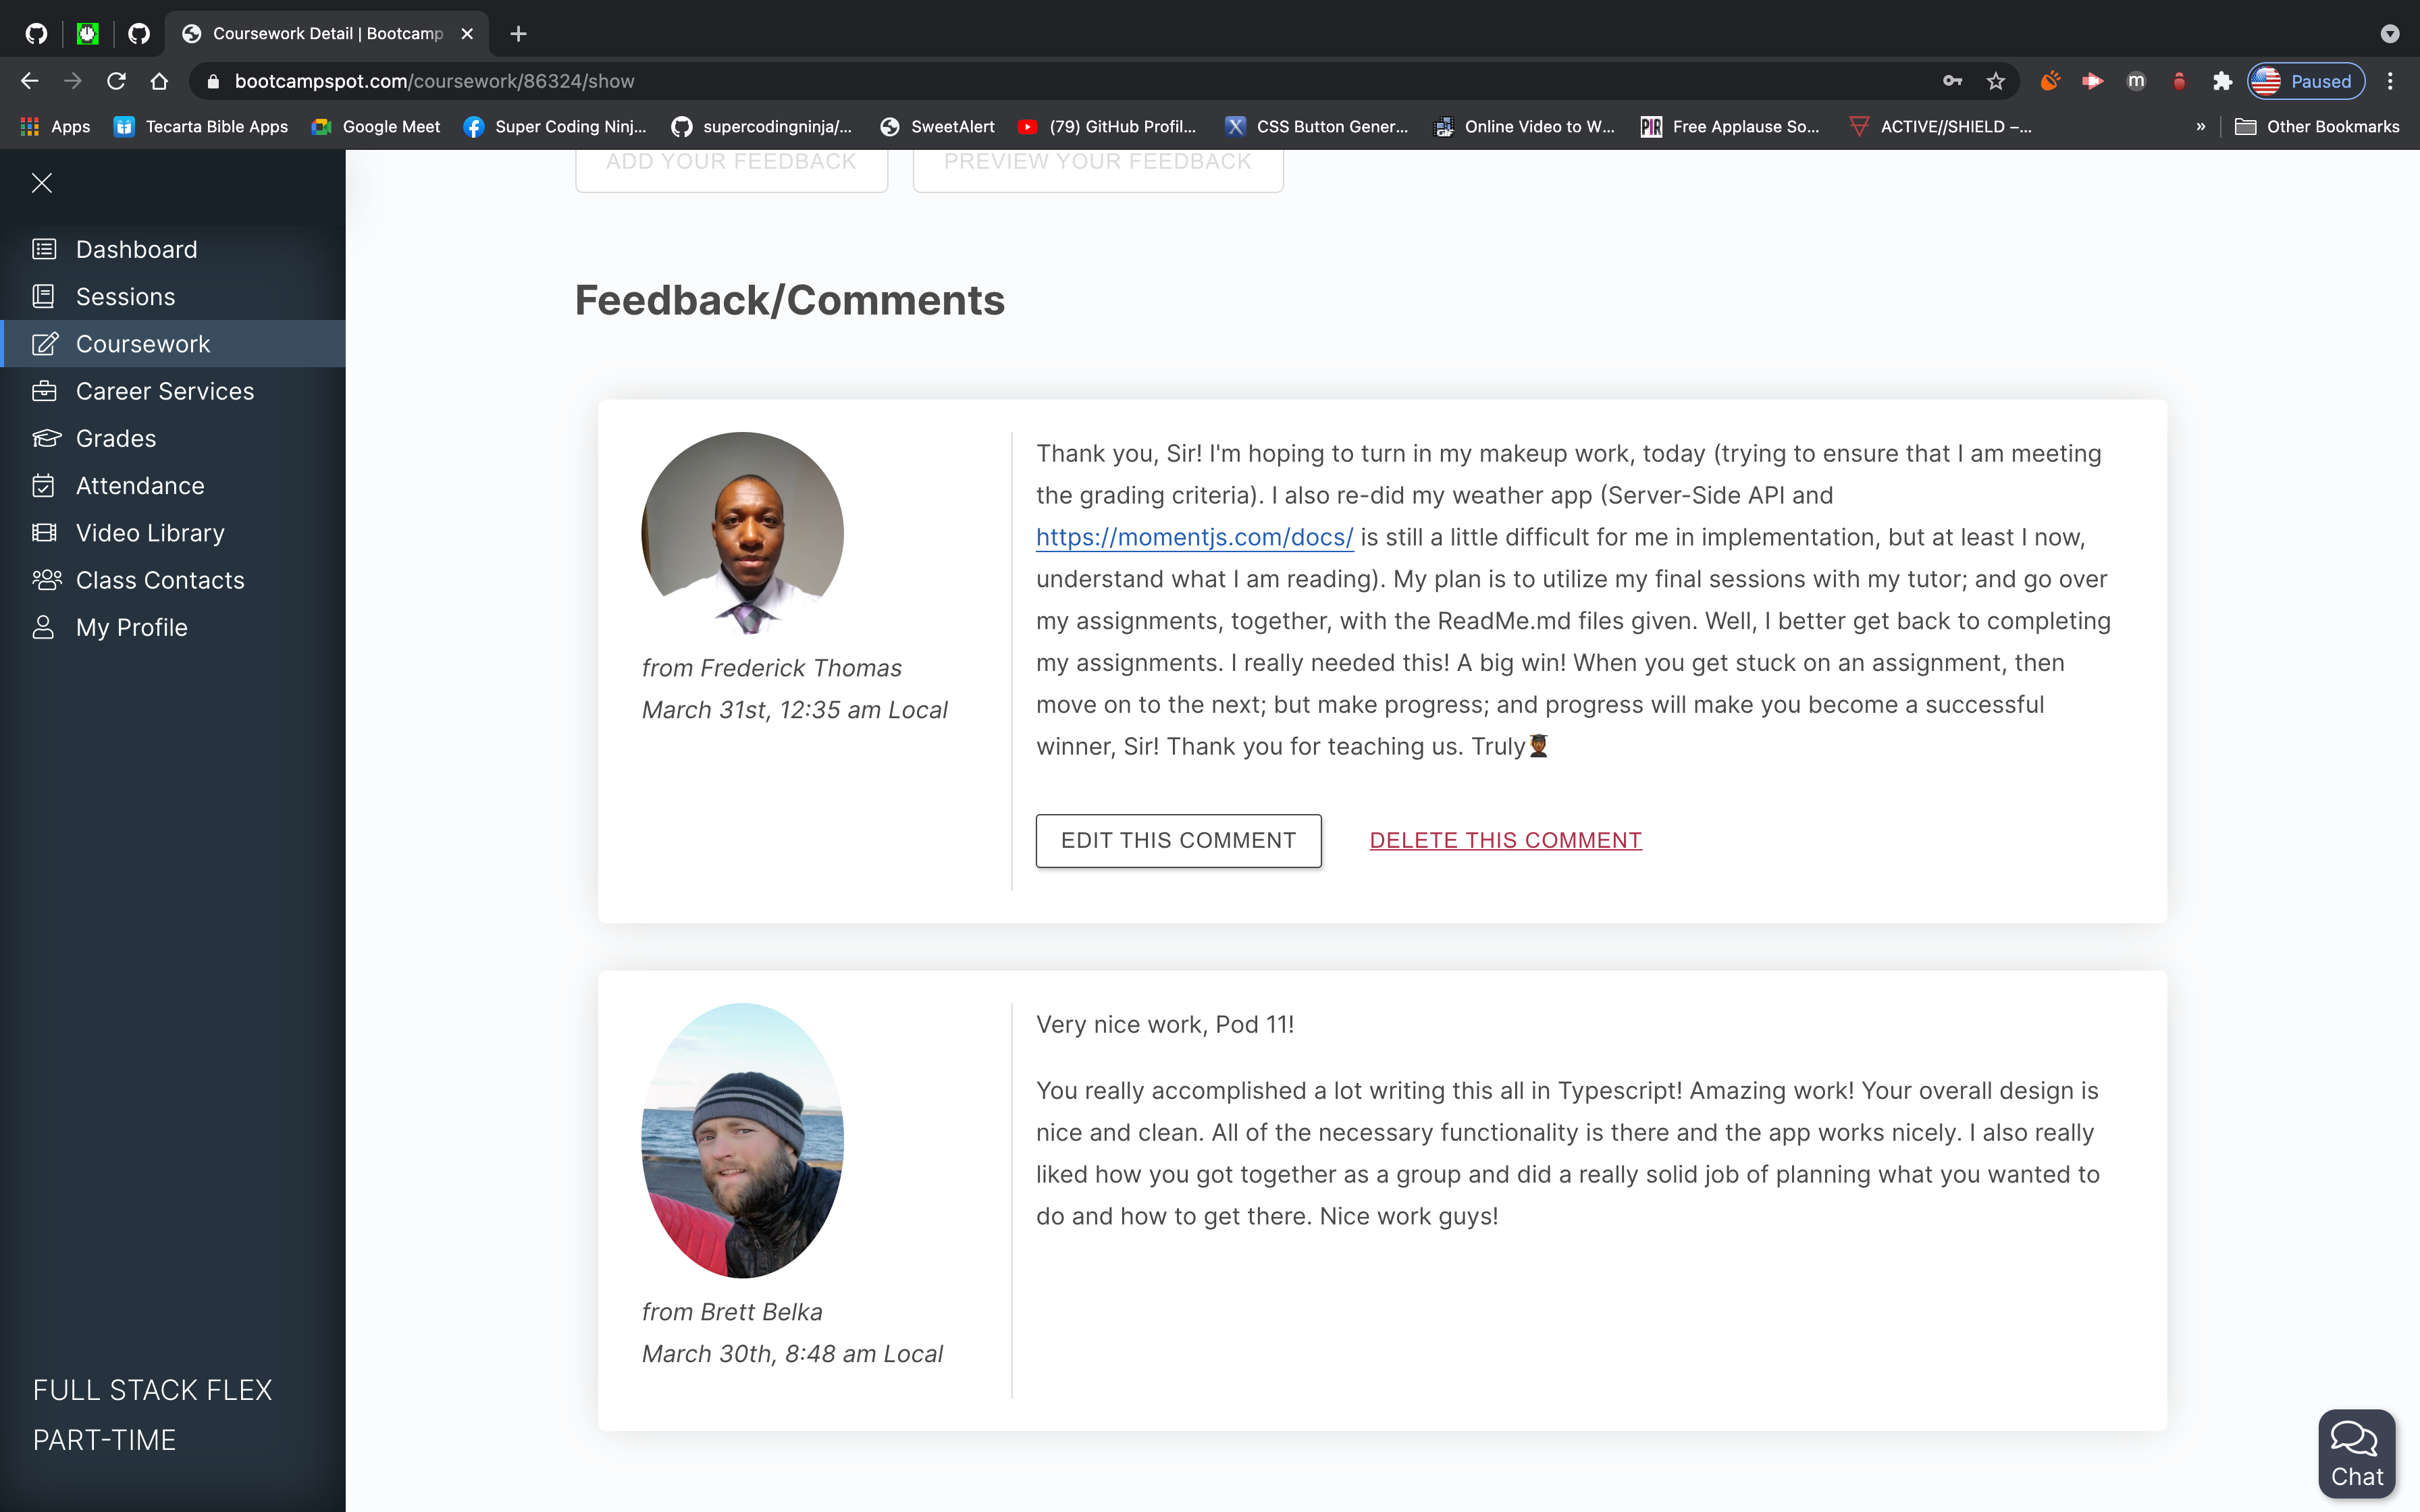 Coursework Detail | Bootcamp
bootcampspot.com/coursework/86324/show
Paused
Apps
Tecarta Bible Apps
Google Meet
Super Coding Ninj...
supercodingninja/...
SweetAlert
(79) GitHub Profil...
CSS Button Gener...
Online Video to W...
Free Applause So...
ACTIVE//SHIELD –...
»
Other Bookmarks
ADD YOUR FEEDBACK
PREVIEW YOUR FEEDBACK
Dashboard
Sessions
Coursework
Career Services
Grades
Attendance
Video Library
Class Contacts
My Profile
FULL STACK FLEX
PART-TIME
Feedback/Comments
from Frederick Thomas
March 31st, 12:35 am Local
Thank you, Sir! I'm hoping to turn in my makeup work, today (trying to ensure that I am meeting
the grading criteria). I also re-did my weather app (Server-Side API and
https://momentjs.com/docs/ is still a little difficult for me in implementation, but at least I now,
understand what I am reading). My plan is to utilize my final sessions with my tutor; and go over
my assignments, together, with the ReadMe.md files given. Well, I better get back to completing
my assignments. I really needed this! A big win! When you get stuck on an assignment, then
move on to the next; but make progress; and progress will make you become a successful
winner, Sir! Thank you for teaching us. Truly👨🏾‍🎓
EDIT THIS COMMENT
DELETE THIS COMMENT
from Brett Belka
March 30th, 8:48 am Local
Very nice work, Pod 11!
You really accomplished a lot writing this all in Typescript! Amazing work! Your overall design is
nice and clean. All of the necessary functionality is there and the app works nicely. I also really
liked how you got together as a group and did a really solid job of planning what you wanted to
do and how to get there. Nice work guys!
Chat